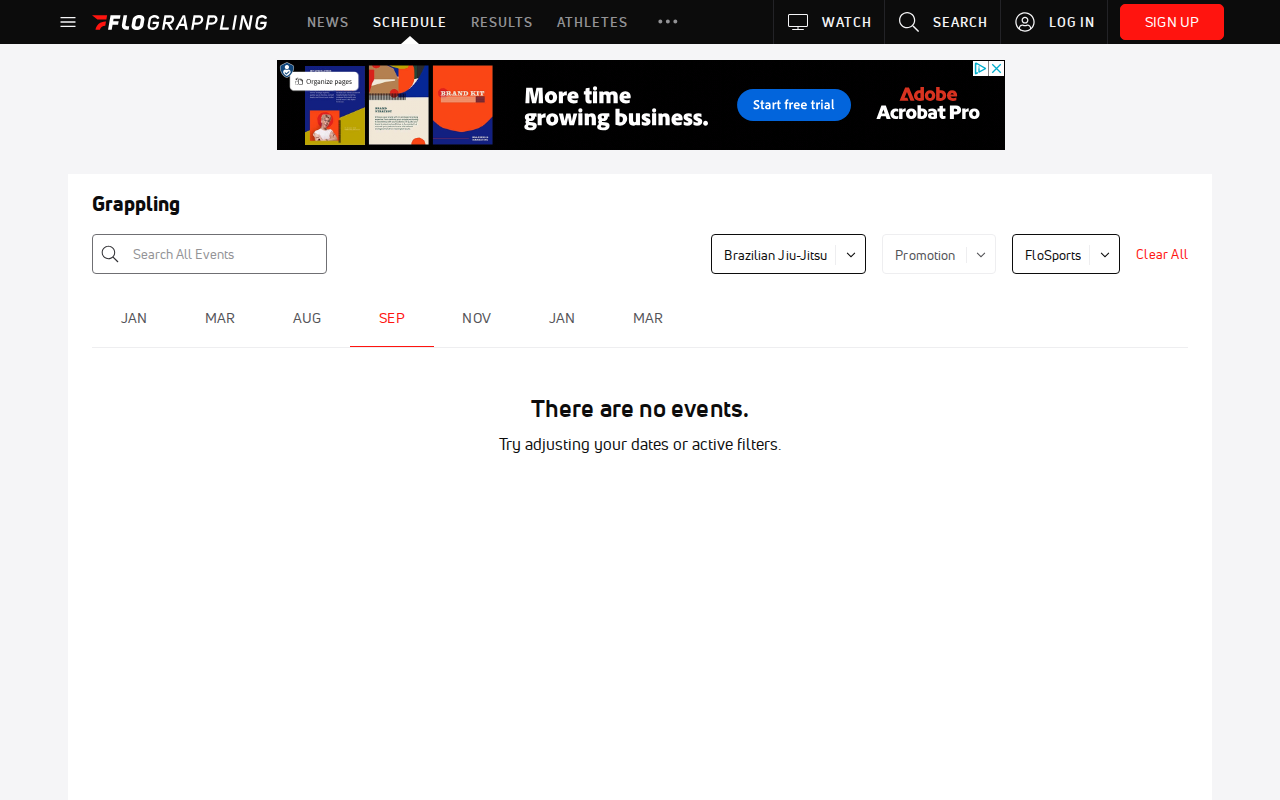 FLOGRAPPLING
NEWS
SCHEDULE
RESULTS
ATHLETES
WATCH
SEARCH
LOG IN
SIGN UP
Organize pages
BRAND KIT
More time
growing business.
Start free trial
Adobe
Acrobat Pro
Grappling
Search All Events
Brazilian Jiu-Jitsu
Promotion
FloSports
Clear All
JAN
MAR
AUG
SEP
NOV
JAN
MAR
There are no events.
Try adjusting your dates or active filters.